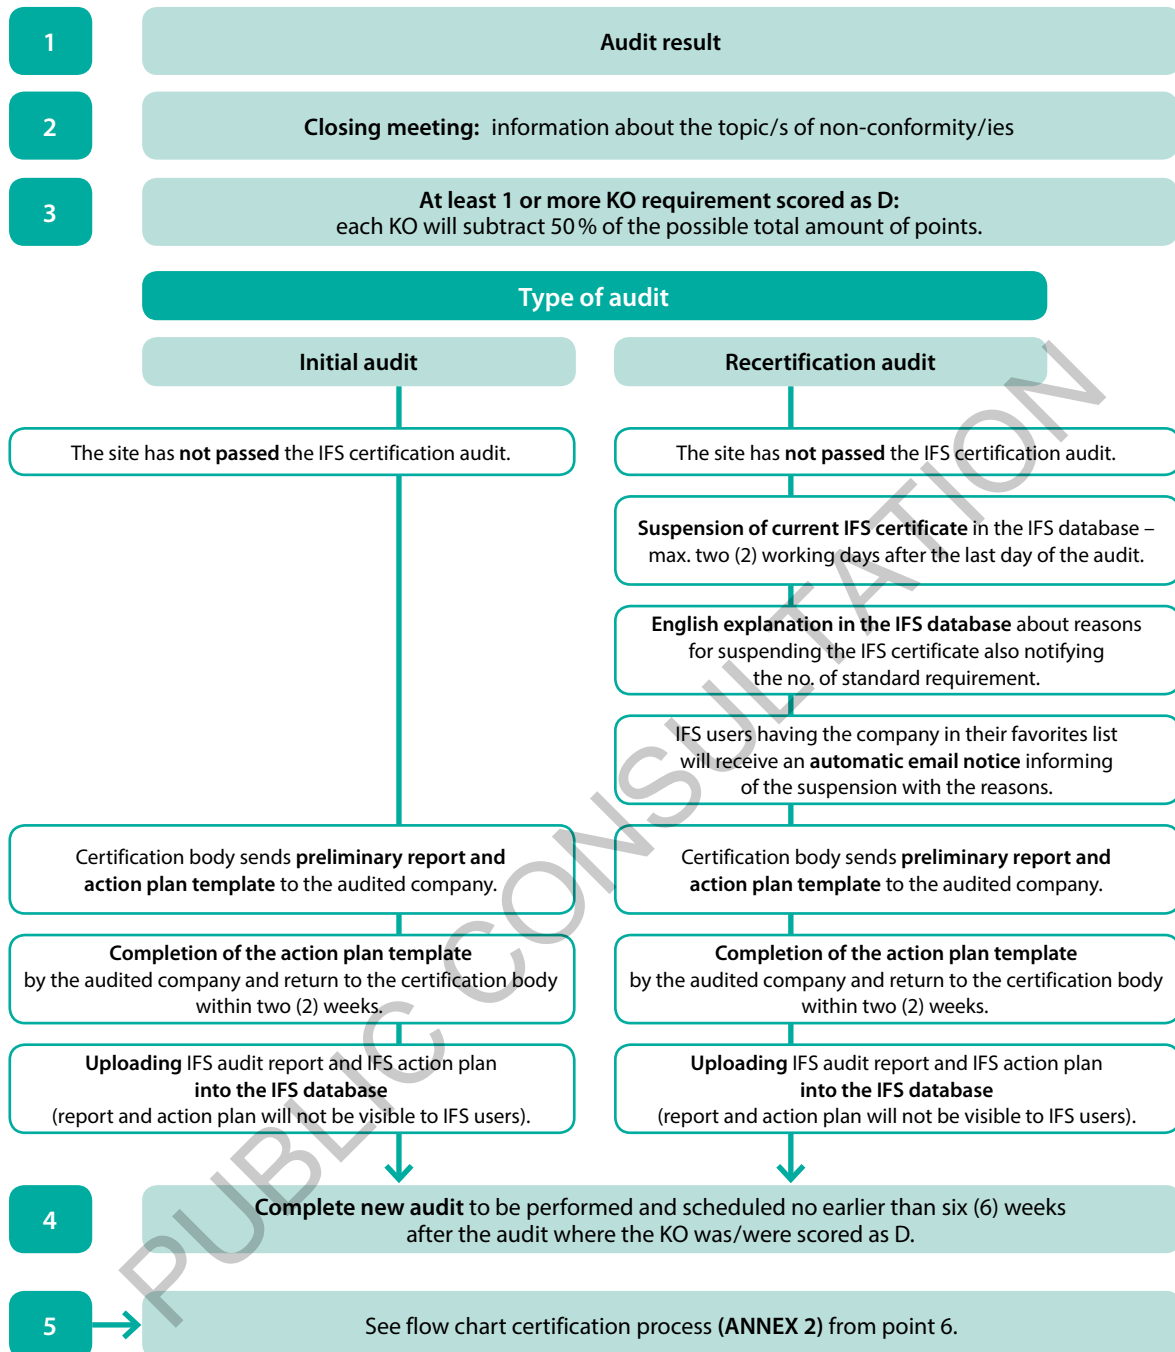 1
Audit result
2
Closing meeting: information about the topic/s of non-conformity/ies
3
At least 1 or more KO requirement scored as D:
each KO will subtract 50 % of the possible total amount of points.
Type of audit
Initial audit
Recertification audit
The site has not passed the IFS certification audit.
The site has not passed the IFS certification audit.
Suspension of current IFS certificate in the IFS database –
max. two (2) working days after the last day of the audit.
English explanation in the IFS database about reasons
for suspending the IFS certificate also notifying
the no. of standard requirement.
IFS users having the company in their favorites list
will receive an automatic email notice informing
of the suspension with the reasons.
Certification body sends preliminary report and
action plan template to the audited company.
Certification body sends preliminary report and
action plan template to the audited company.
Completion of the action plan template
by the audited company and return to the certification body
within two (2) weeks.
Completion of the action plan template
by the audited company and return to the certification body
within two (2) weeks.
Uploading IFS audit report and IFS action plan
into the IFS database
(report and action plan will not be visible to IFS users).
Uploading IFS audit report and IFS action plan
into the IFS database
(report and action plan will not be visible to IFS users).
4
Complete new audit to be performed and scheduled no earlier than six (6) weeks
after the audit where the KO was/were scored as D.
5
See flow chart certification process (ANNEX 2) from point 6.
PUBLIC CONSULTATION